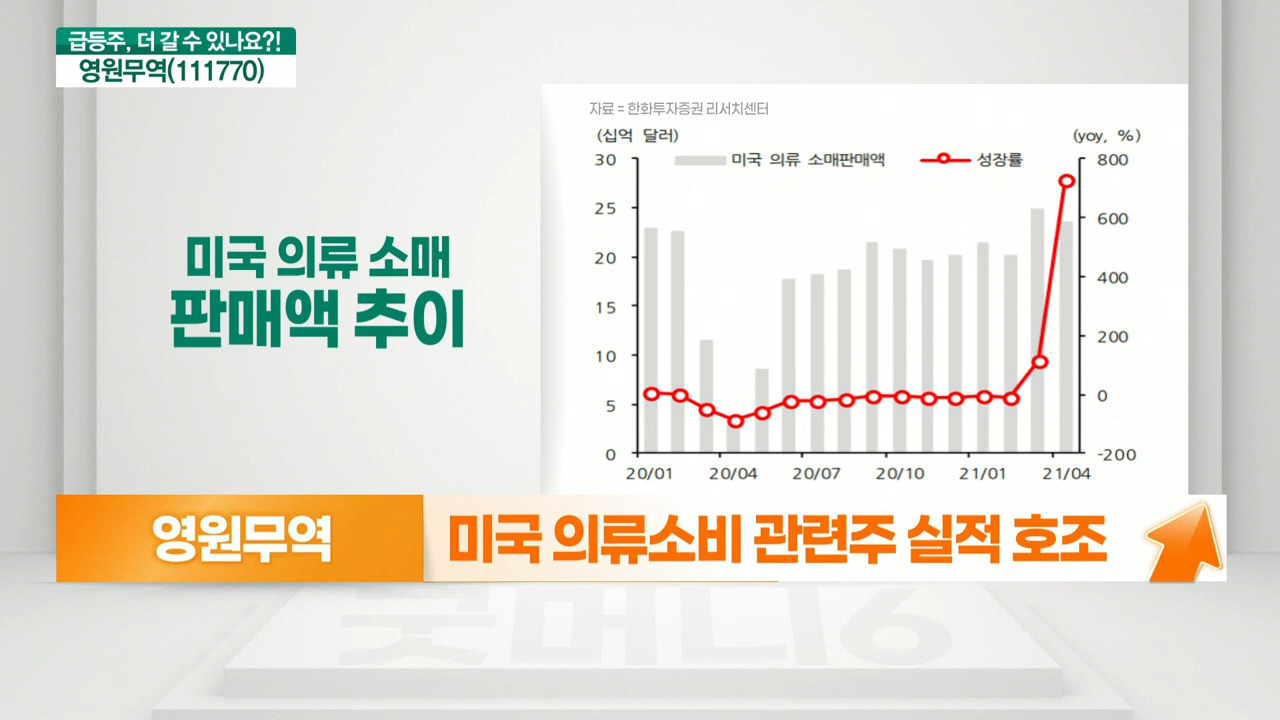 급등주, 더 갈 수 있나요?!
영원무역(111770)
미국 의류 소매
판매액 추이
자료 = 한화투자증권 리서치센터
(십억 달러)
(yoy, %)
미국 의류 소매판매액
성장률
30
25
20
15
10
5
0
800
600
400
200
0
-200
20/01
20/04
20/07
20/10
21/01
21/04
영원무역
미국 의류소비 관련주 실적 호조
굿머니6